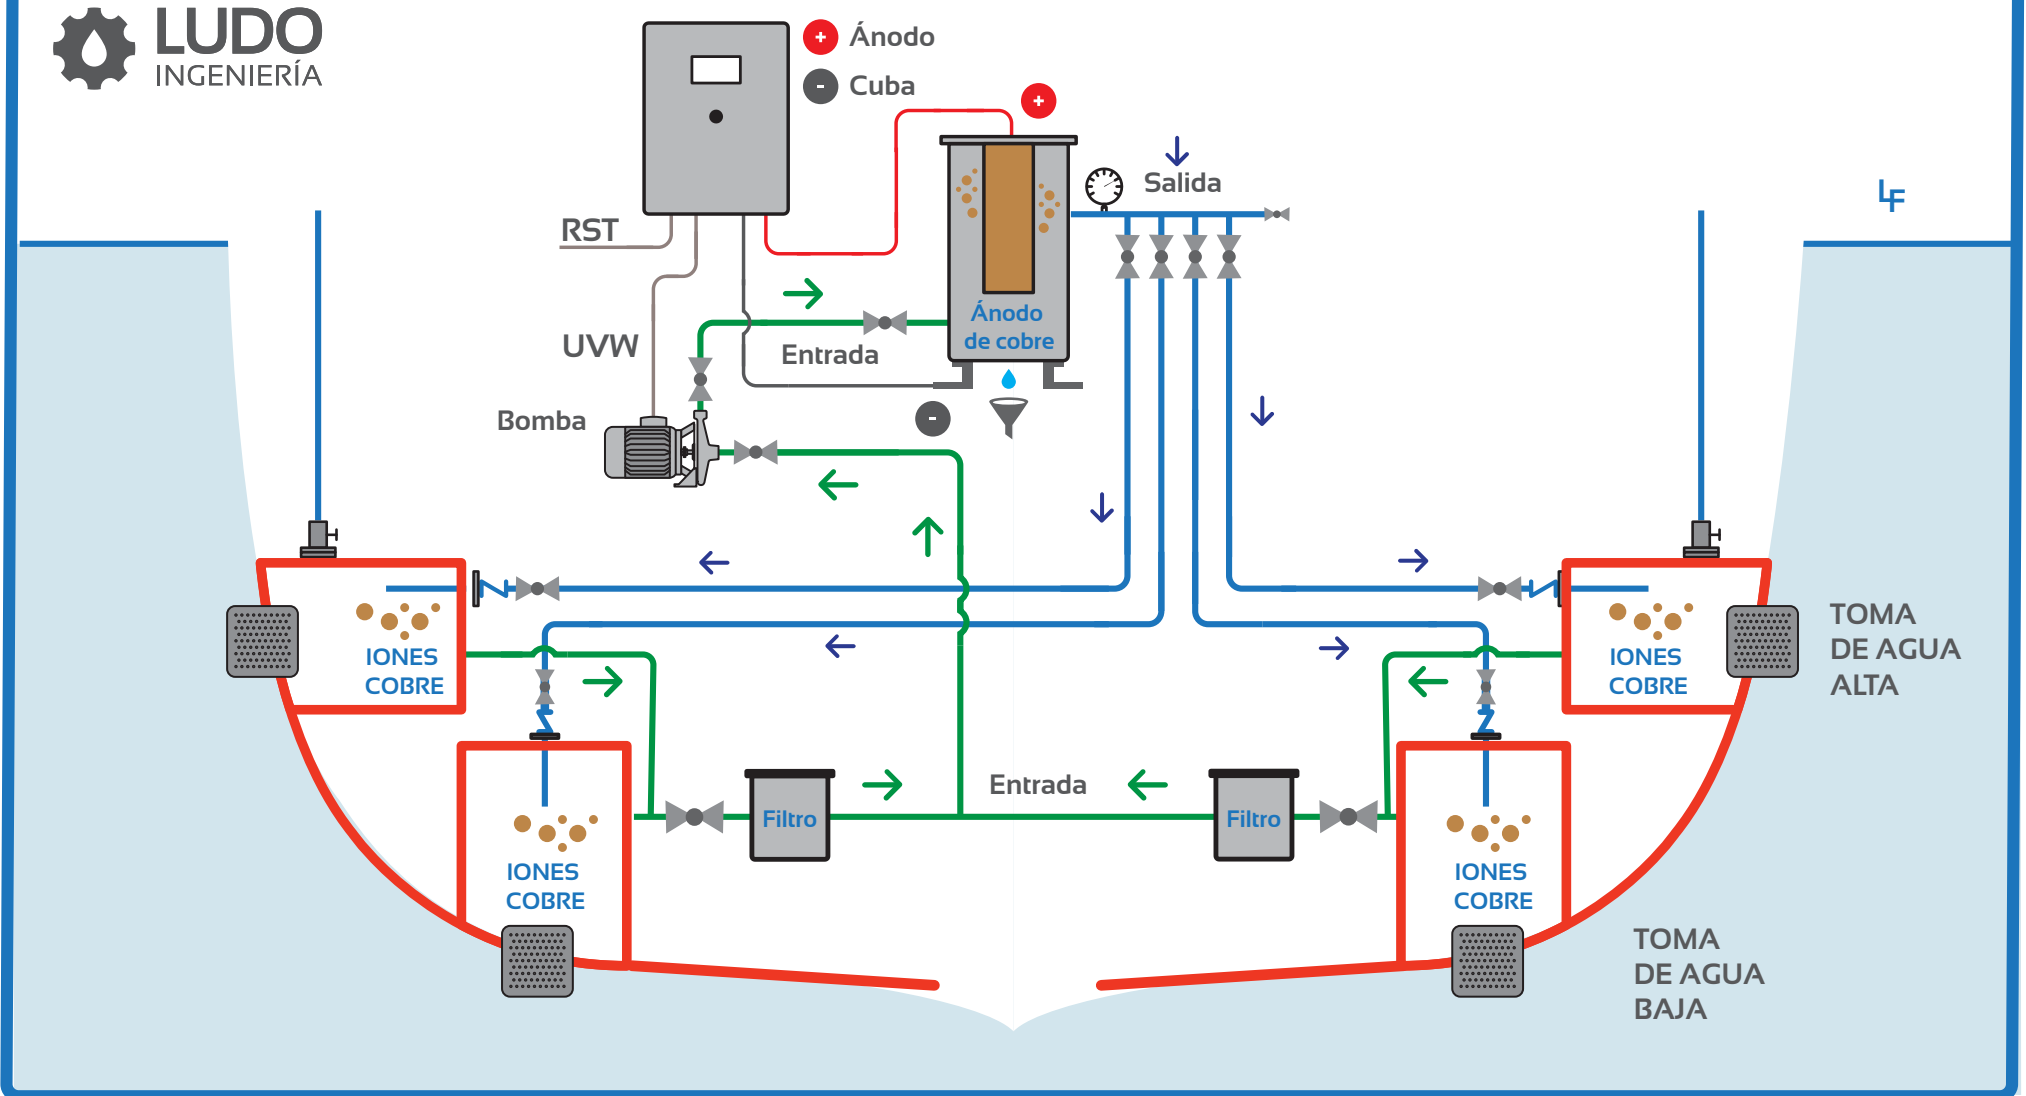 LUDO
INGENIERÍA
+ Ánodo
- Cuba
+
Salida
LF
RST
Ánodo
de cobre
UVW
Entrada
Bomba
-
IONES
COBRE
IONES
COBRE
TOMA
DE AGUA
ALTA
Entrada
Filtro
Filtro
IONES
COBRE
IONES
COBRE
TOMA
DE AGUA
BAJA